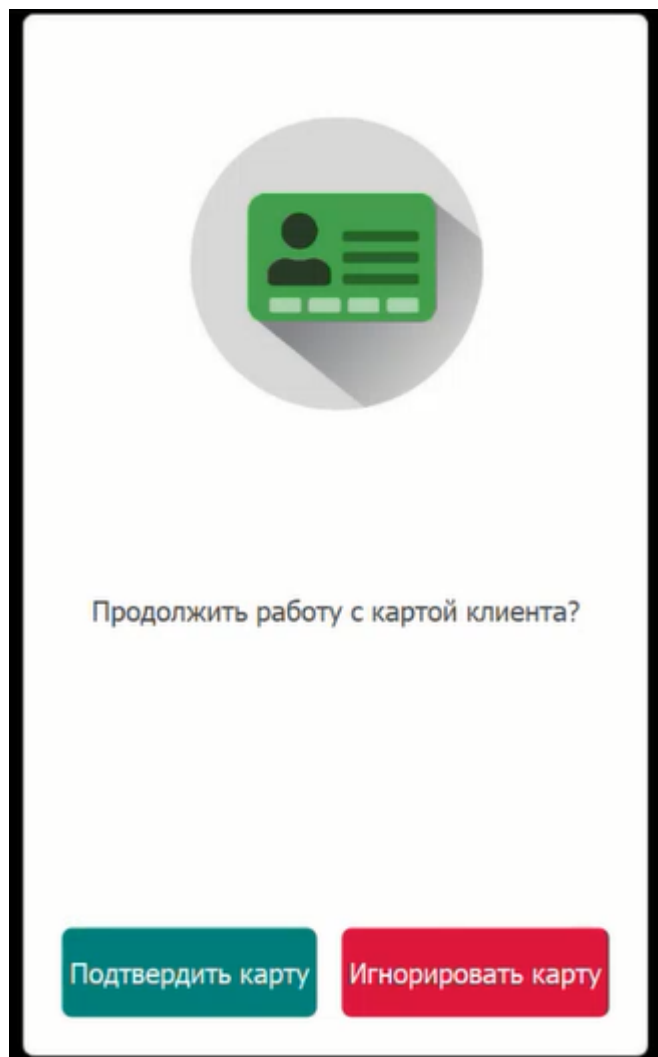 Продолжить работу с картой клиента?
Подтвердить карту
Игнорировать карту